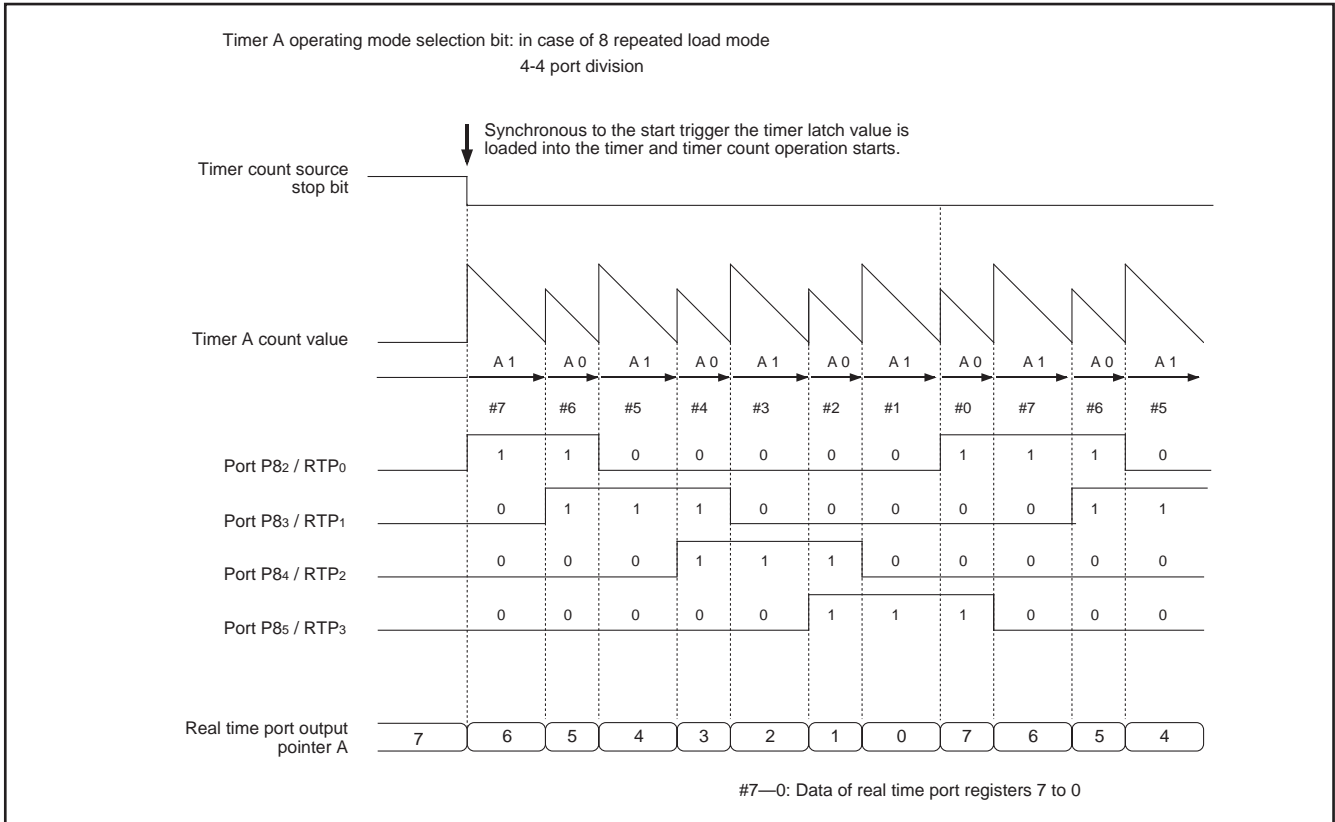 Timer A operating mode selection bit: in case of 8 repeated load mode
4-4 port division
Synchronous to the start trigger the timer latch value is
loaded into the timer and timer count operation starts.
Timer count source
stop bit
Timer A count value
A 1 A 0 A 1 A 0 A 1 A 0 A 1 A 0 A 1 A 0 A 1
#7 #6 #5 #4 #3 #2 #1 #0 #7 #6 #5
Port P82 / RTP0 1 1 0 0 0 0 0 1 1 1 0
Port P83 / RTP1 0 1 1 1 0 0 0 0 0 1 1
Port P84 / RTP2 0 0 0 1 1 1 0 0 0 0 0
Port P85 / RTP3 0 0 0 0 0 1 1 1 0 0 0
Real time port output
pointer A
7 6 5 4 3 2 1 0 7 6 5 4
#7—0: Data of real time port registers 7 to 0